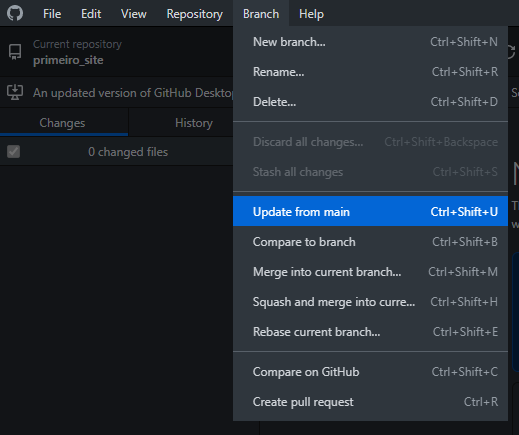 File Edit View Repository Branch Help
Current repository
primeiro_site
An updated version of GitHub Desktop
Changes History
0 changed files
New branch... Ctrl+Shift+N
Rename... Ctrl+Shift+R
Delete... Ctrl+Shift+D
Discard all changes... Ctrl+Shift+Backspace
Stash all changes Ctrl+Shift+S
Update from main Ctrl+Shift+U
Compare to branch Ctrl+Shift+B
Merge into current branch... Ctrl+Shift+M
Squash and merge into curre... Ctrl+Shift+H
Rebase current branch... Ctrl+Shift+E
Compare on GitHub Ctrl+Shift+C
Create pull request Ctrl+R